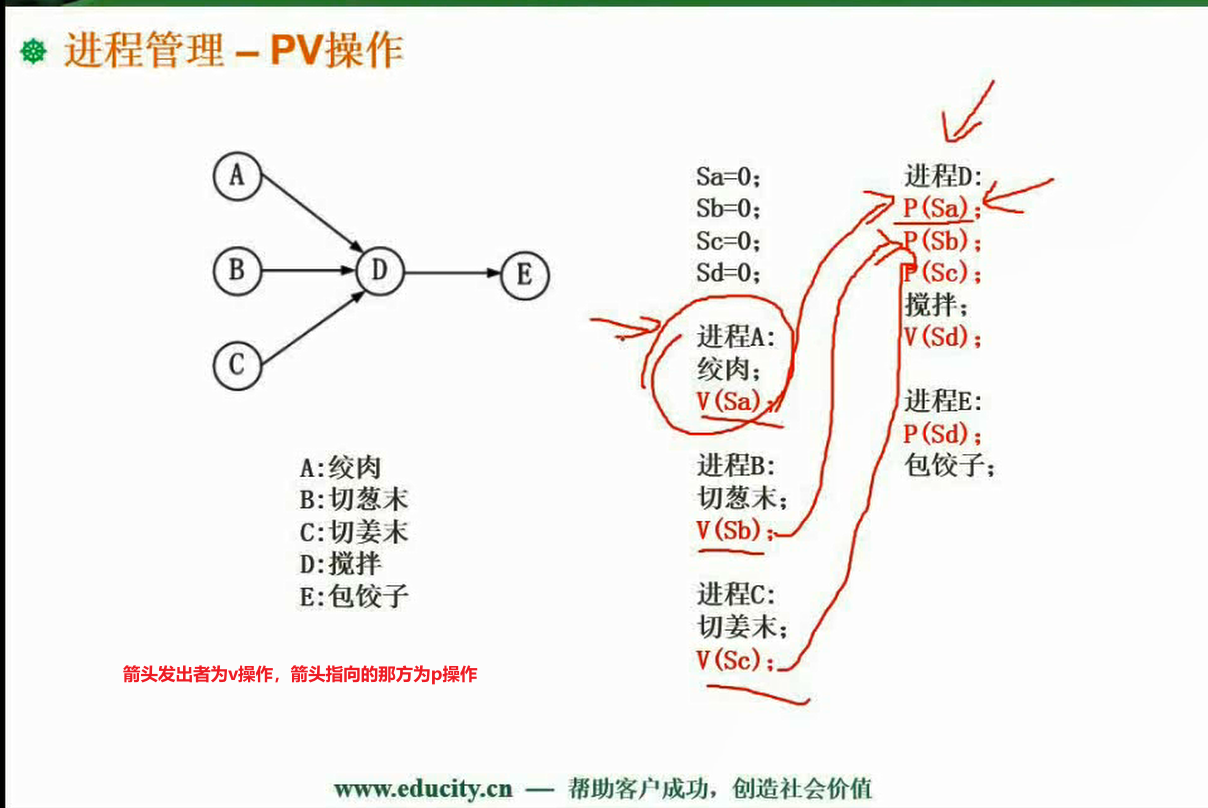 进程管理 – PV操作
A
B
C
D
E
A:绞肉
B:切葱末
C:切姜末
D:搅拌
E:包饺子
箭头发出者为v操作，箭头指向的那方为p操作
Sa=0;
Sb=0;
Sc=0;
Sd=0;
进程A:
绞肉;
V(Sa);
进程B:
切葱末;
V(Sb);
进程C:
切姜末;
V(Sc);
进程D:
P(Sa);
P(Sb);
P(Sc);
搅拌;
V(Sd);
进程E:
P(Sd);
包饺子;
www.educity.cn — 帮助客户成功，创造社会价值